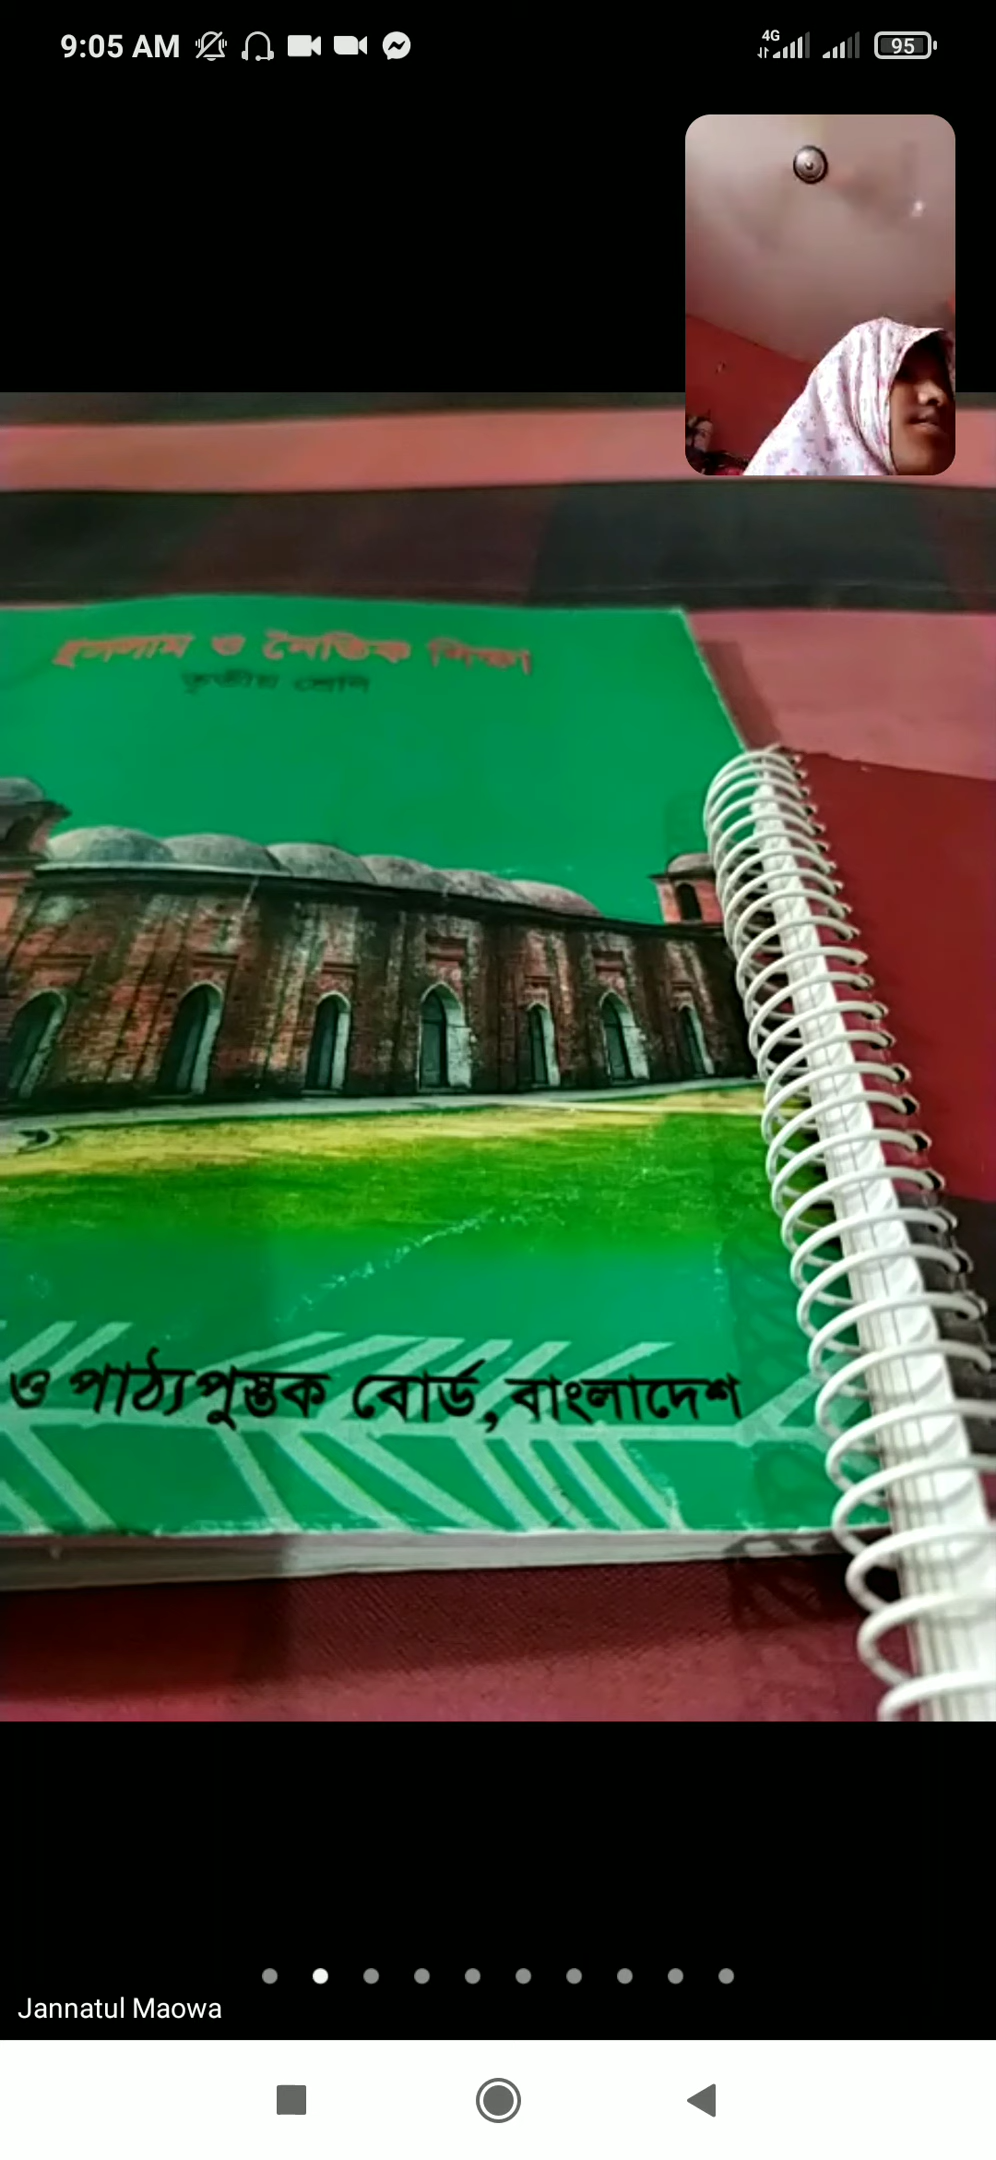 9:05 AM
4G
95
ইসলাম ও নৈতিক শিক্ষা
তৃতীয় শ্রেণি
ও পাঠ্যপুস্তক বোর্ড, বাংলাদেশ
Jannatul Maowa